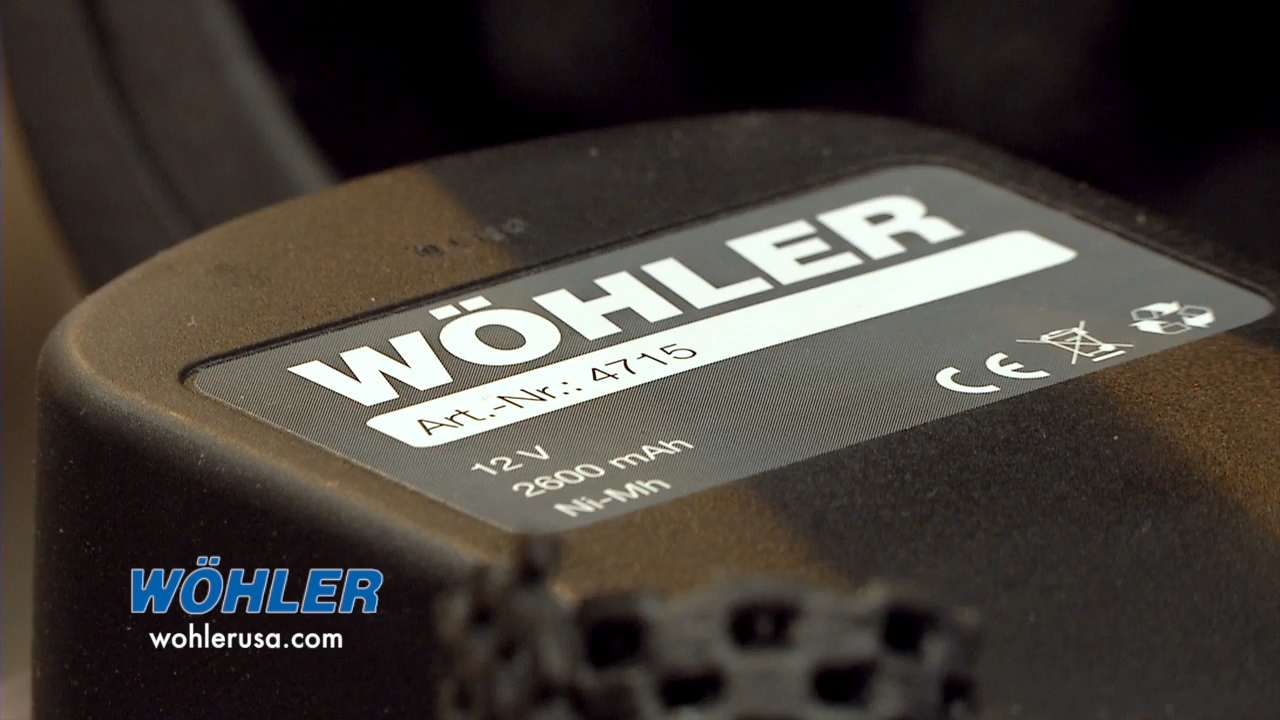 WÖHLER
Art.-Nr.: 4715
12 V
2600 mAh
Ni-Mh
CE
WÖHLER
wohlerusa.com